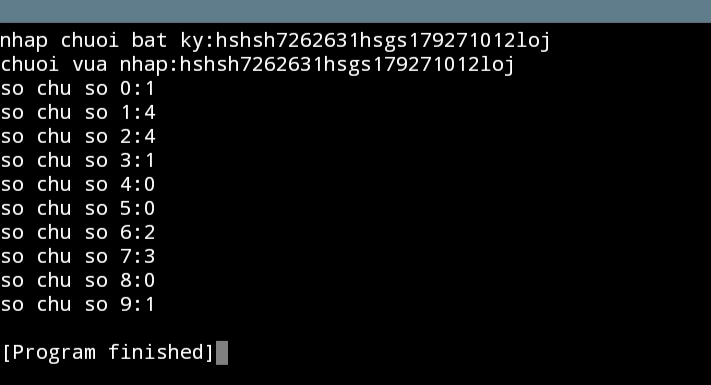 nhap chuoi bat ky:hshsh7262631hsgs179271012loj
chuoi vua nhap:hshsh7262631hsgs179271012loj
so chu so 0:1
so chu so 1:4
so chu so 2:4
so chu so 3:1
so chu so 4:0
so chu so 5:0
so chu so 6:2
so chu so 7:3
so chu so 8:0
so chu so 9:1
[Program finished]